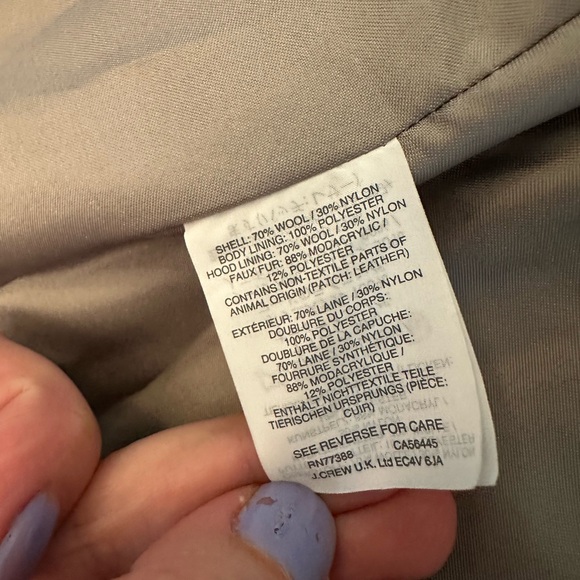 SHELL: 70% WOOL / 30% NYLON
BODY LINING: 100% POLYESTER
HOOD LINING: 70% WOOL / 30% NYLON
FAUX FUR: 88% MODACRYLIC /
12% POLYESTER
CONTAINS NON-TEXTILE PARTS OF
ANIMAL ORIGIN (PATCH: LEATHER)
EXTÉRIEUR: 70% LAINE / 30% NYLON
DOUBLURE DU CORPS:
100% POLYESTER
DOUBLURE DE LA CAPUCHE:
70% LAINE / 30% NYLON
FOURRURE SYNTHÉTIQUE:
88% MODACRYLIQUE /
12% POLYESTER
ENTHÄLT NICHTTEXTILE TEILE
TIERISCHEN URSPRUNGS (PIÈCE:
CUIR)
SEE REVERSE FOR CARE
RN77388 CA56445
J.CREW U.K. Ltd EC4V 6JA